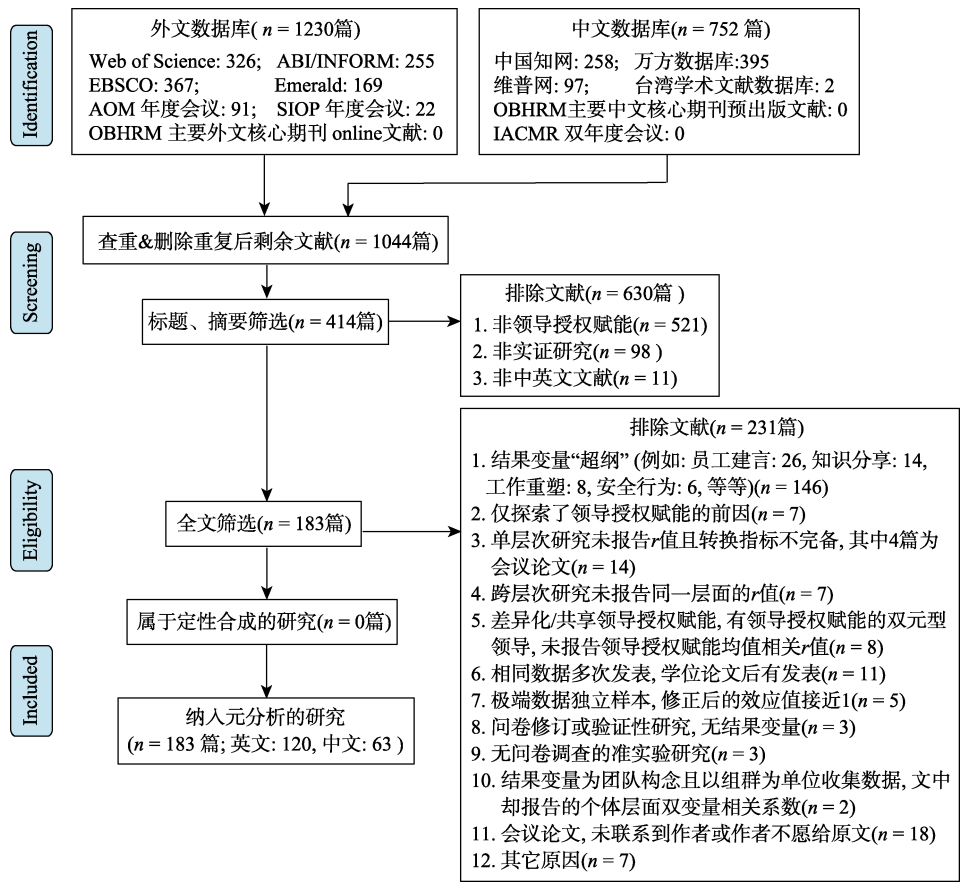 Identification
外文数据库( n = 1230篇)
Web of Science: 326; ABI/INFORM: 255
EBSCO: 367; Emerald: 169
AOM 年度会议: 91; SIOP 年度会议: 22
OBHRM 主要外文核心期刊 online文献: 0
中文数据库(n = 752 篇)
中国知网: 258; 万方数据库:395
维普网: 97; 台湾学术文献数据库: 2
OBHRM主要中文核心期刊预出版文献: 0
IACMR 双年度会议: 0
Screening
查重&删除重复后剩余文献(n = 1044篇)
标题、摘要筛选(n = 414篇)
排除文献(n = 630篇 )
1. 非领导授权赋能(n = 521)
2. 非实证研究(n = 98 )
3. 非中英文文献(n = 11)
Eligibility
全文筛选(n = 183篇)
排除文献(n = 231篇)
1. 结果变量“超纲” (例如: 员工建言: 26, 知识分享: 14,
工作重塑: 8, 安全行为: 6, 等等)(n = 146)
2. 仅探索了领导授权赋能的前因(n = 7)
3. 单层次研究未报告r值且转换指标不完备, 其中4篇为
会议论文(n = 14)
4. 跨层次研究未报告同一层面的r值(n = 7)
5. 差异化/共享领导授权赋能, 有领导授权赋能的双元型
领导, 未报告领导授权赋能均值相关r值(n = 8)
6. 相同数据多次发表, 学位论文后有发表(n = 11)
7. 极端数据独立样本, 修正后的效应值接近1(n = 5)
8. 问卷修订或验证性研究, 无结果变量(n = 3)
9. 无问卷调查的准实验研究(n = 3)
10. 结果变量为团队构念且以组群为单位收集数据, 文中
却报告的个体层面双变量相关系数(n = 2)
11. 会议论文, 未联系到作者或作者不愿给原文(n = 18)
12. 其它原因(n = 7)
属于定性合成的研究(n = 0篇)
Included
纳入元分析的研究
(n = 183 篇; 英文: 120, 中文: 63 )